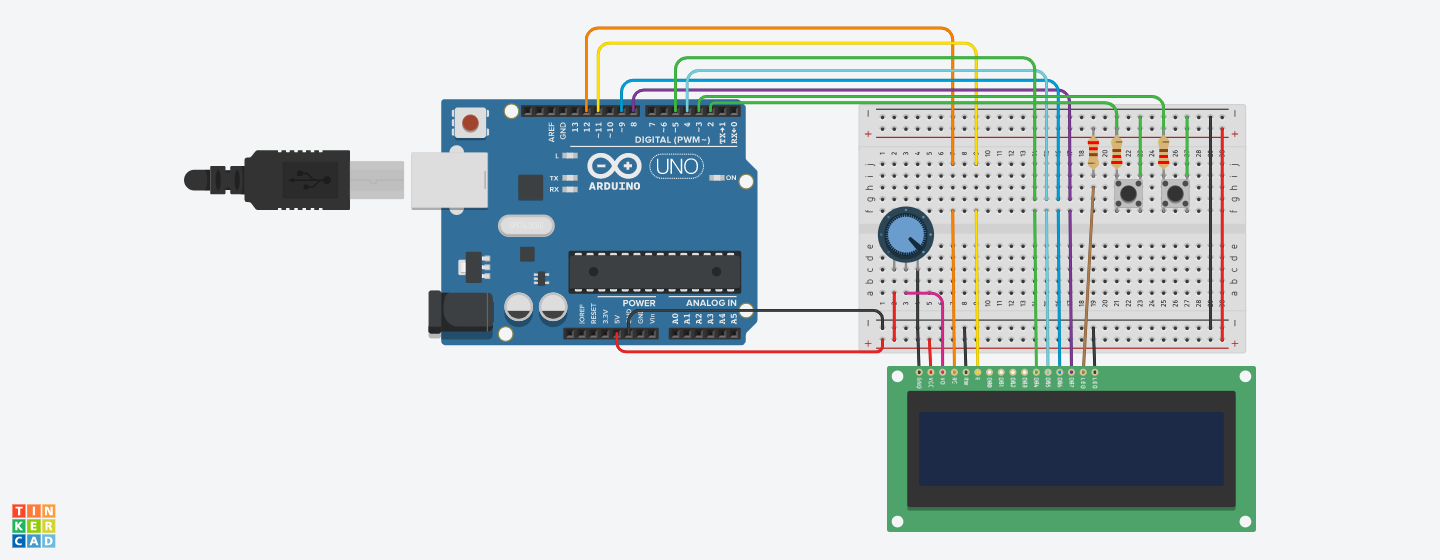 AREF
GND
13
12
~11
~10
~9
8
7
~6
~5
4
~3
2
TX→1
RX←0
DIGITAL (PWM~)
L
TX
RX
ARDUINO
UNO
ON
IOREF
RESET
3.3V
5V
GND
GND
Vin
POWER
ANALOG IN
A0
A1
A2
A3
A4
A5
j
i
h
g
f
e
d
c
b
a
GND
VCC
V0
RW
E
DB0
DB1
DB2
DB3
DB4
DB5
DB6
DB7
LED
LED
TIN
KER
CAD